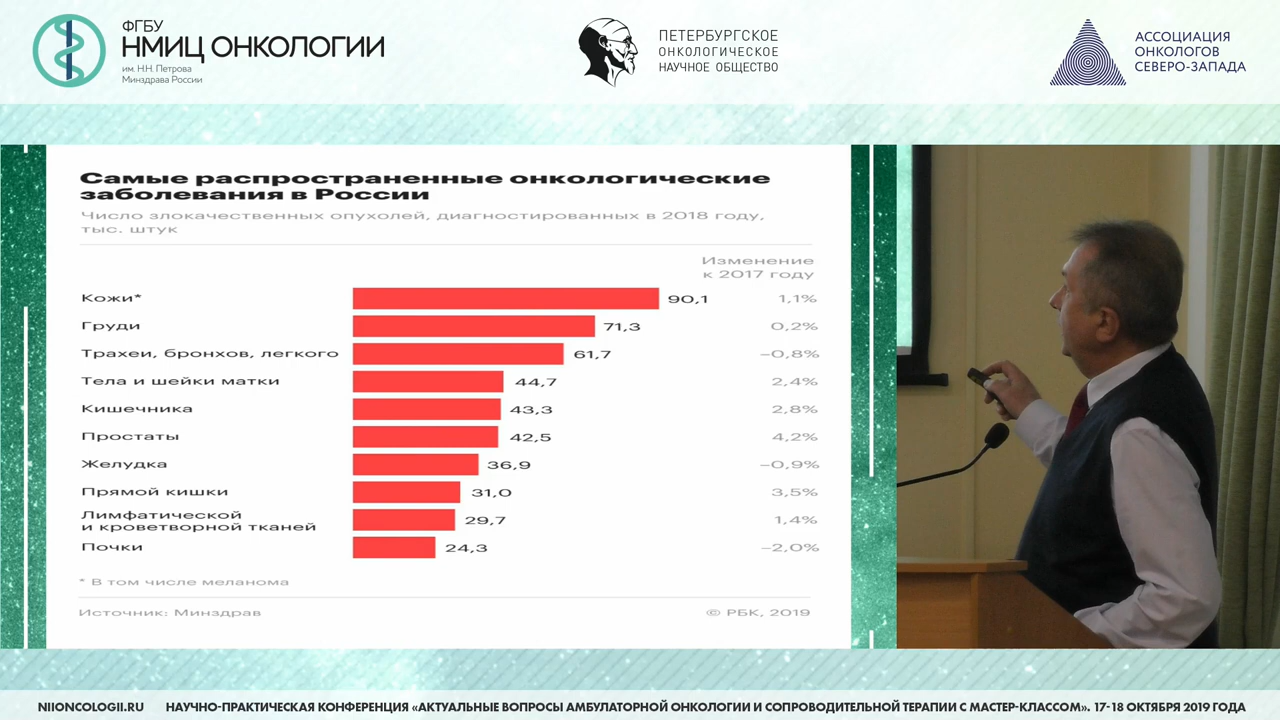 ФГБУ
НМИЦ ОНКОЛОГИИ
им. Н.Н. Петрова
Минздрава России
ПЕТЕРБУРГСКОЕ
ОНКОЛОГИЧЕСКОЕ
НАУЧНОЕ ОБЩЕСТВО
АССОЦИАЦИЯ
ОНКОЛОГОВ
СЕВЕРО-ЗАПАДА
Самые распространенные онкологические
заболевания в России
Число злокачественных опухолей, диагностированных в 2018 году,
тыс. штук
Изменение
к 2017 году
Кожи* 90,1 1,1%
Груди 71,3 0,2%
Трахеи, бронхов, легкого 61,7 –0,8%
Тела и шейки матки 44,7 2,4%
Кишечника 43,3 2,8%
Простаты 42,5 4,2%
Желудка 36,9 –0,9%
Прямой кишки 31,0 3,5%
Лимфатической
и кроветворной тканей 29,7 1,4%
Почки 24,3 –2,0%
* В том числе меланома
Источник: Минздрав © РБК, 2019
NIIONCOLOGII.RU НАУЧНО-ПРАКТИЧЕСКАЯ КОНФЕРЕНЦИЯ «АКТУАЛЬНЫЕ ВОПРОСЫ АМБУЛАТОРНОЙ ОНКОЛОГИИ И СОПРОВОДИТЕЛЬНОЙ ТЕРАПИИ С МАСТЕР-КЛАССОМ». 17-18 ОКТЯБРЯ 2019 ГОДА